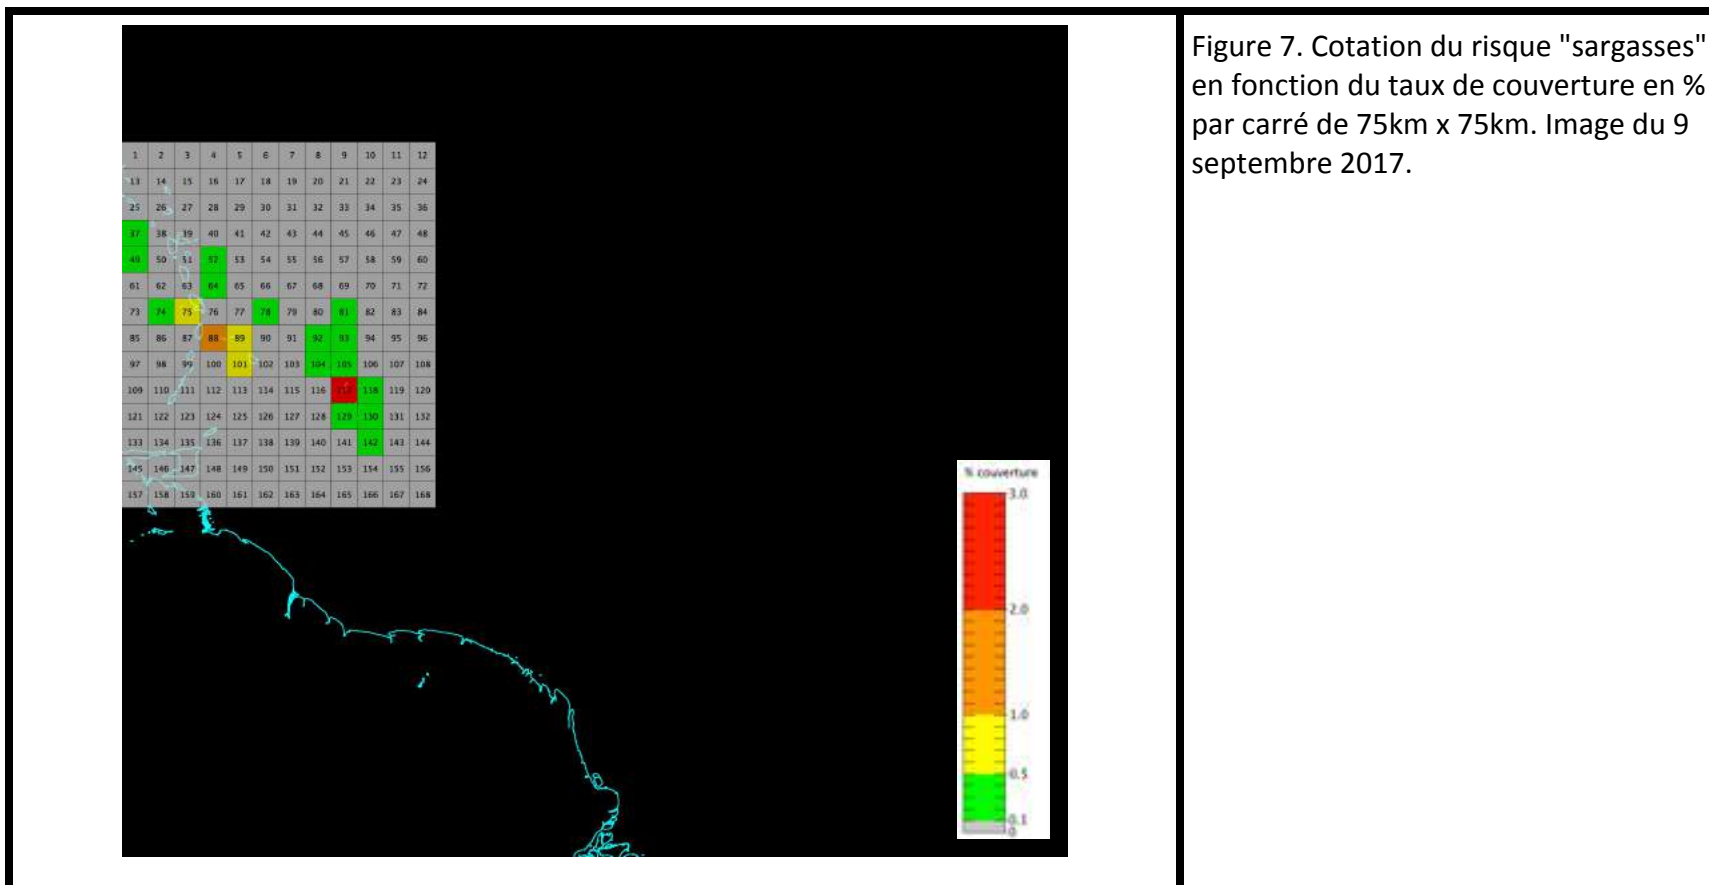 Figure 7. Cotation du risque "sargasses"
en fonction du taux de couverture en %
par carré de 75km x 75km. Image du 9
septembre 2017.
1 2 3 4 5 6 7 8 9 10 11 12
13 14 15 16 17 18 19 20 21 22 23 24
25 26 27 28 29 30 31 32 33 34 35 36
37 38 39 40 41 42 43 44 45 46 47 48
49 50 51 52 53 54 55 56 57 58 59 60
61 62 63 64 65 66 67 68 69 70 71 72
73 74 75 76 77 78 79 80 81 82 83 84
85 86 87 88 89 90 91 92 93 94 95 96
97 98 99 100 101 102 103 104 105 106 107 108
109 110 111 112 113 114 115 116 117 118 119 120
121 122 123 124 125 126 127 128 129 130 131 132
133 134 135 136 137 138 139 140 141 142 143 144
145 146 147 148 149 150 151 152 153 154 155 156
157 158 159 160 161 162 163 164 165 166 167 168
% couverture
3.0
2.0
1.0
0.5
0.1
0